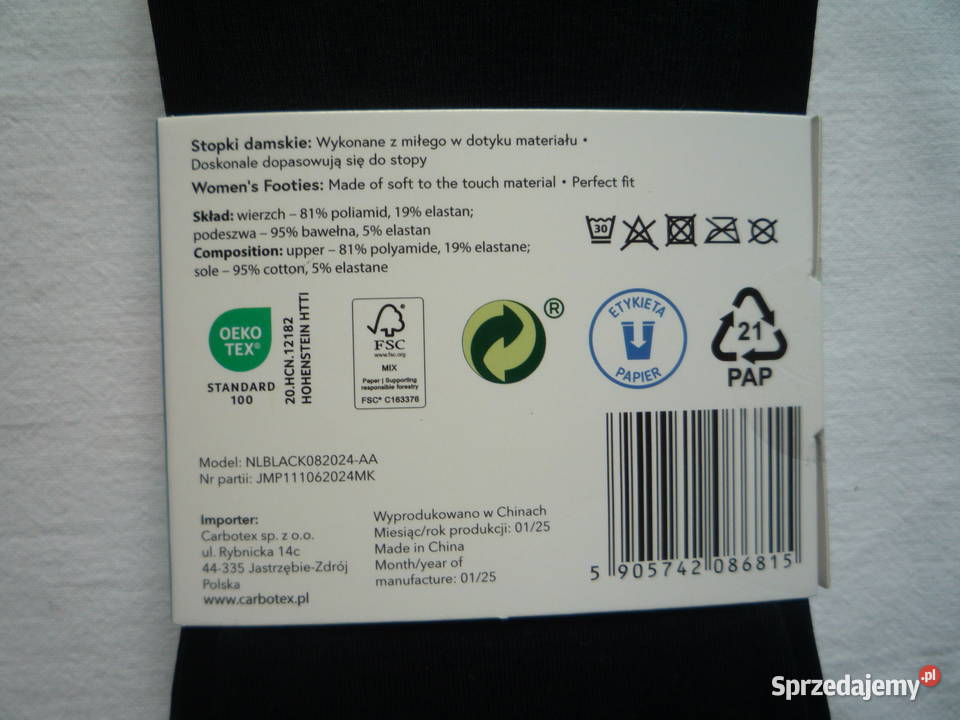 Stopki damskie: Wykonane z miłego w dotyku materiału •
Doskonale dopasowują się do stopy
Women's Footies: Made of soft to the touch material • Perfect fit
Skład: wierzch – 81% poliamid, 19% elastan;
podeszwa – 95% bawełna, 5% elastan
Composition: upper – 81% polyamide, 19% elastane;
sole – 95% cotton, 5% elastane
30
OEKO
TEX®
STANDARD
100
20.HCN.12182
HOHENSTEIN HTTI
FSC
www.fsc.org
MIX
Paper | Supporting
responsible forestry
FSC® C163376
®
ETYKIETA
PAPIER
21
PAP
Model: NLBLACK082024-AA
Nr partii: JMP111062024MK
Importer:
Carbotex sp. z o.o.
ul. Rybnicka 14c
44-335 Jastrzębie-Zdrój
Polska
www.carbotex.pl
Wyprodukowano w Chinach
Miesiąc/rok produkcji: 01/25
Made in China
Month/year of
manufacture: 01/25
5 905742 086815
Sprzedajemy.pl